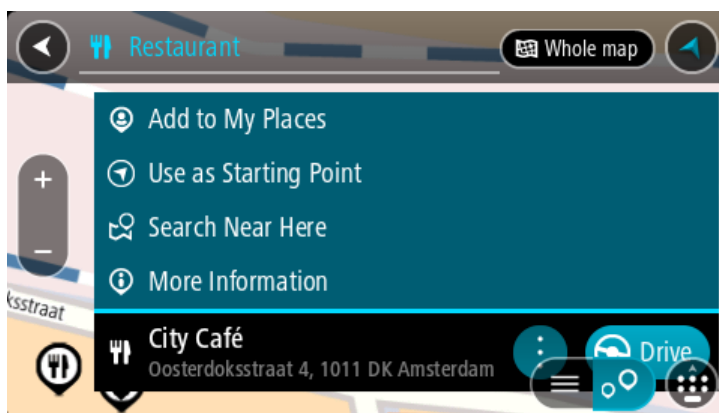 Restaurant
Whole map
Add to My Places
Use as Starting Point
Search Near Here
More Information
ksstraat
City Café
Drive
Oosterdoksstraat 4, 1011 DK Amsterdam